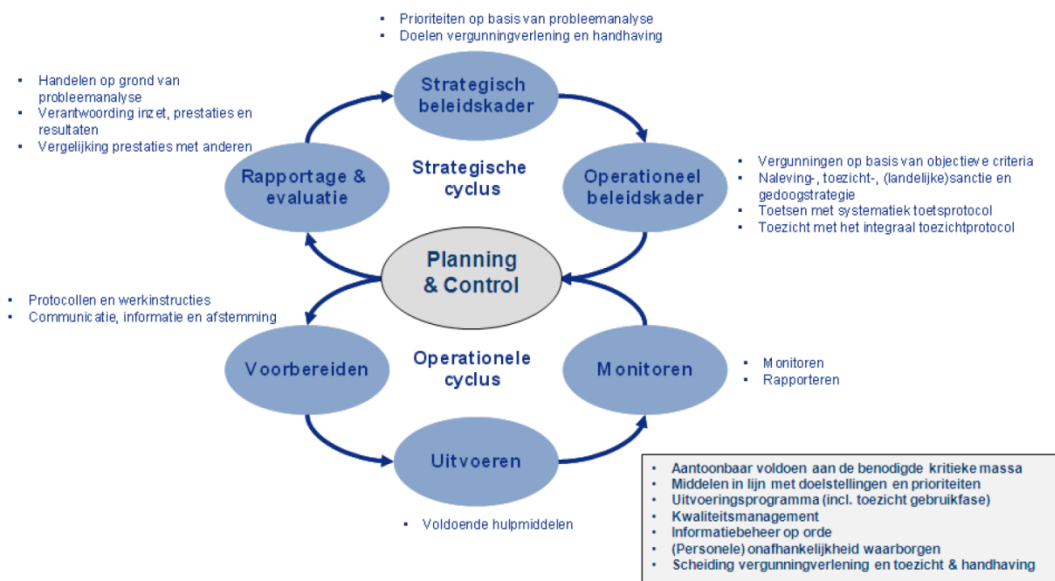 Prioriteiten op basis van probleemanalyse
Doelen vergunningverlening en handhaving
Handelen op grond van
probleemanalyse
Verantwoording inzet, prestaties en
resultaten
Vergelijking prestaties met anderen
Strategisch
beleidskader
Strategische
cyclus
Rapportage &
evaluatie
Operationeel
beleidskader
Vergunningen op basis van objectieve criteria
Naleving-, toezicht-, (landelijke)sanctie en
gedoogstrategie
Toetsen met systematiek toetsprotocol
Toezicht met het integraal toezichtprotocol
Planning
& Control
Protocollen en werkinstructies
Communicatie, informatie en afstemming
Voorbereiden
Operationele
cyclus
Monitoren
Monitoren
Rapporteren
Uitvoeren
Voldoende hulpmiddelen
Aantoonbaar voldoen aan de benodigde kritieke massa
Middelen in lijn met doelstellingen en prioriteiten
Uitvoeringsprogramma (incl. toezicht gebruikfase)
Kwaliteitsmanagement
Informatiebeheer op orde
(Personele) onafhankelijkheid waarborgen
Scheiding vergunningverlening en toezicht & handhaving